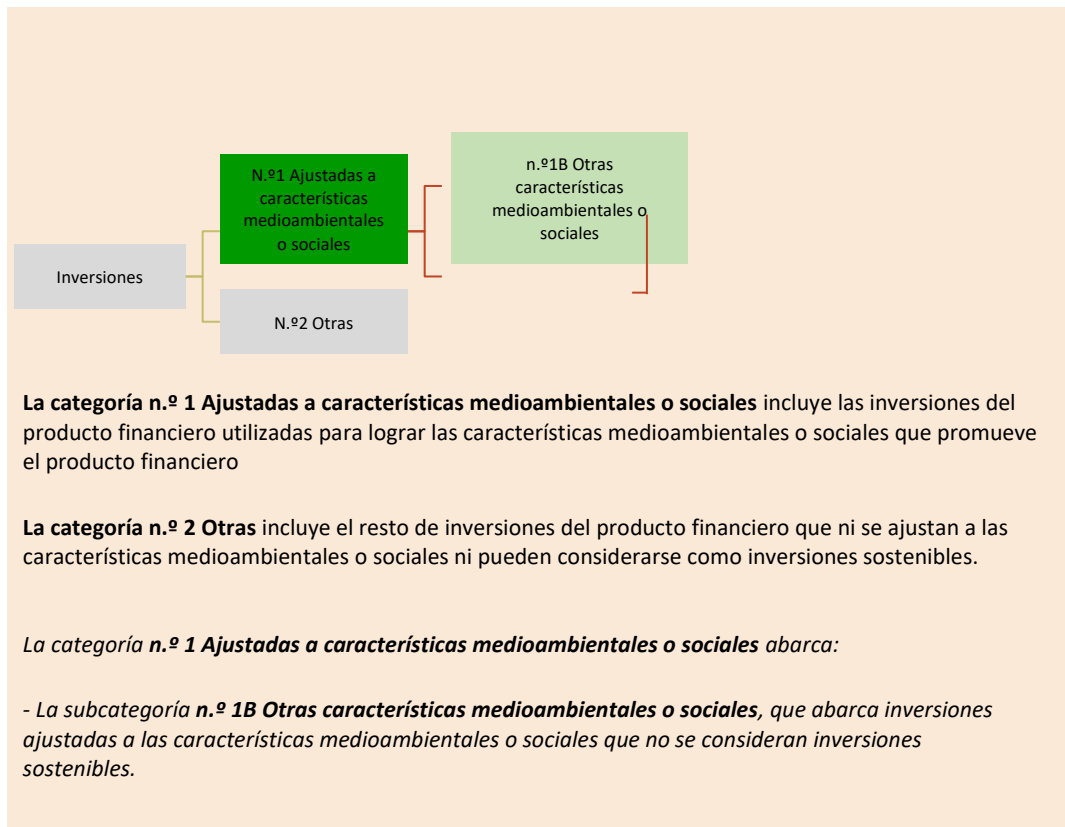 N.º1 Ajustadas a
características
medioambientales
o sociales
n.º1B Otras
características
medioambientales o
sociales
Inversiones
N.º2 Otras
La categoría n.º 1 Ajustadas a características medioambientales o sociales incluye las inversiones del
producto financiero utilizadas para lograr las características medioambientales o sociales que promueve
el producto financiero
La categoría n.º 2 Otras incluye el resto de inversiones del producto financiero que ni se ajustan a las
características medioambientales o sociales ni pueden considerarse como inversiones sostenibles.
La categoría n.º 1 Ajustadas a características medioambientales o sociales abarca:
- La subcategoría n.º 1B Otras características medioambientales o sociales, que abarca inversiones
ajustadas a las características medioambientales o sociales que no se consideran inversiones
sostenibles.